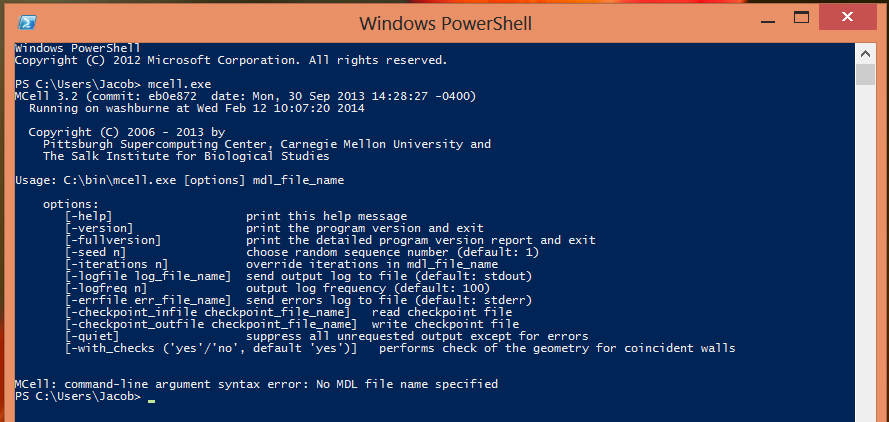 Windows PowerShell
Windows PowerShell
Copyright (C) 2012 Microsoft Corporation. All rights reserved.
PS C:\Users\Jacob> mcell.exe
MCell 3.2 (commit: eb0e872  date: Mon, 30 Sep 2013 14:28:27 -0400)
  Running on washburne at Wed Feb 12 10:07:20 2014
  Copyright (C) 2006 - 2013 by
    Pittsburgh Supercomputing Center, Carnegie Mellon University and
    The Salk Institute for Biological Studies
Usage: C:\bin\mcell.exe [options] mdl_file_name
    options:
       [-help]                   print this help message
       [-version]                print the program version and exit
       [-fullversion]            print the detailed program version report and exit
       [-seed n]                 choose random sequence number (default: 1)
       [-iterations n]           override iterations in mdl_file_name
       [-logfile log_file_name]  send output log to file (default: stdout)
       [-logfreq n]              output log frequency (default: 100)
       [-errfile err_file_name]  send errors log to file (default: stderr)
       [-checkpoint_infile checkpoint_file_name]   read checkpoint file
       [-checkpoint_outfile checkpoint_file_name]  write checkpoint file
       [-quiet]                  suppress all unrequested output except for errors
       [-with_checks ('yes'/'no', default 'yes')]   performs check of the geometry for coincident walls
MCell: command-line argument syntax error: No MDL file name specified
PS C:\Users\Jacob> _